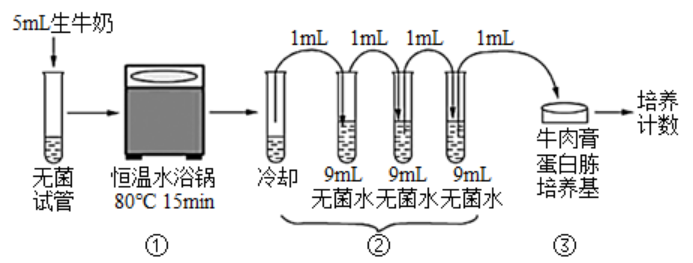 5mL生牛奶
1mL 1mL 1mL 1mL
无菌
试管
恒温水浴锅
80℃ 15min
冷却
9mL 9mL 9mL
无菌水 无菌水 无菌水
牛肉膏
蛋白胨
培养基
培养
计数
① ② ③